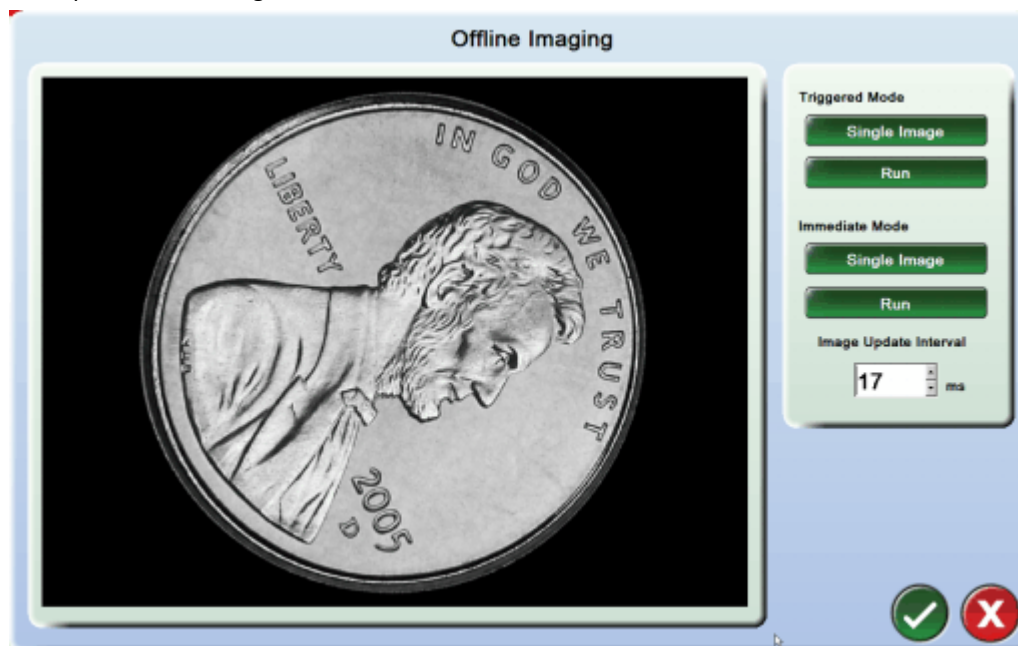 Offline Imaging
IN GOD WE TRUST
LIBERTY
2005
D
Triggered Mode
Single Image
Run
Immediate Mode
Single Image
Run
Image Update Interval
17 ms